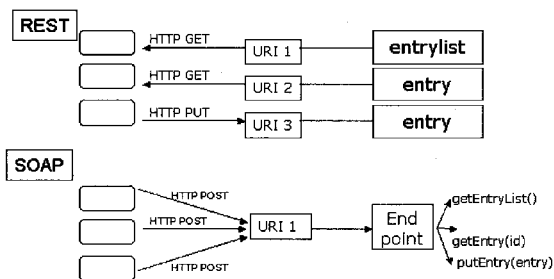 REST
HTTP GET
URI 1
entrylist
HTTP GET
URI 2
entry
HTTP PUT
URI 3
entry
SOAP
HTTP POST
HTTP POST
HTTP POST
URI 1
End
point
getEntryList()
getEntry(id)
putEntry(entry)